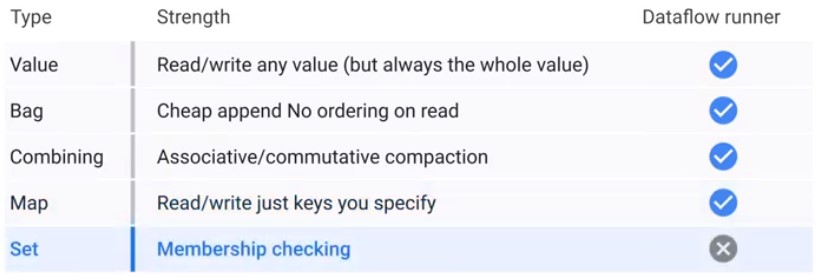 Type Strength Dataflow runner
Value Read/write any value (but always the whole value)
Bag Cheap append No ordering on read
Combining Associative/commutative compaction
Map Read/write just keys you specify
Set Membership checking